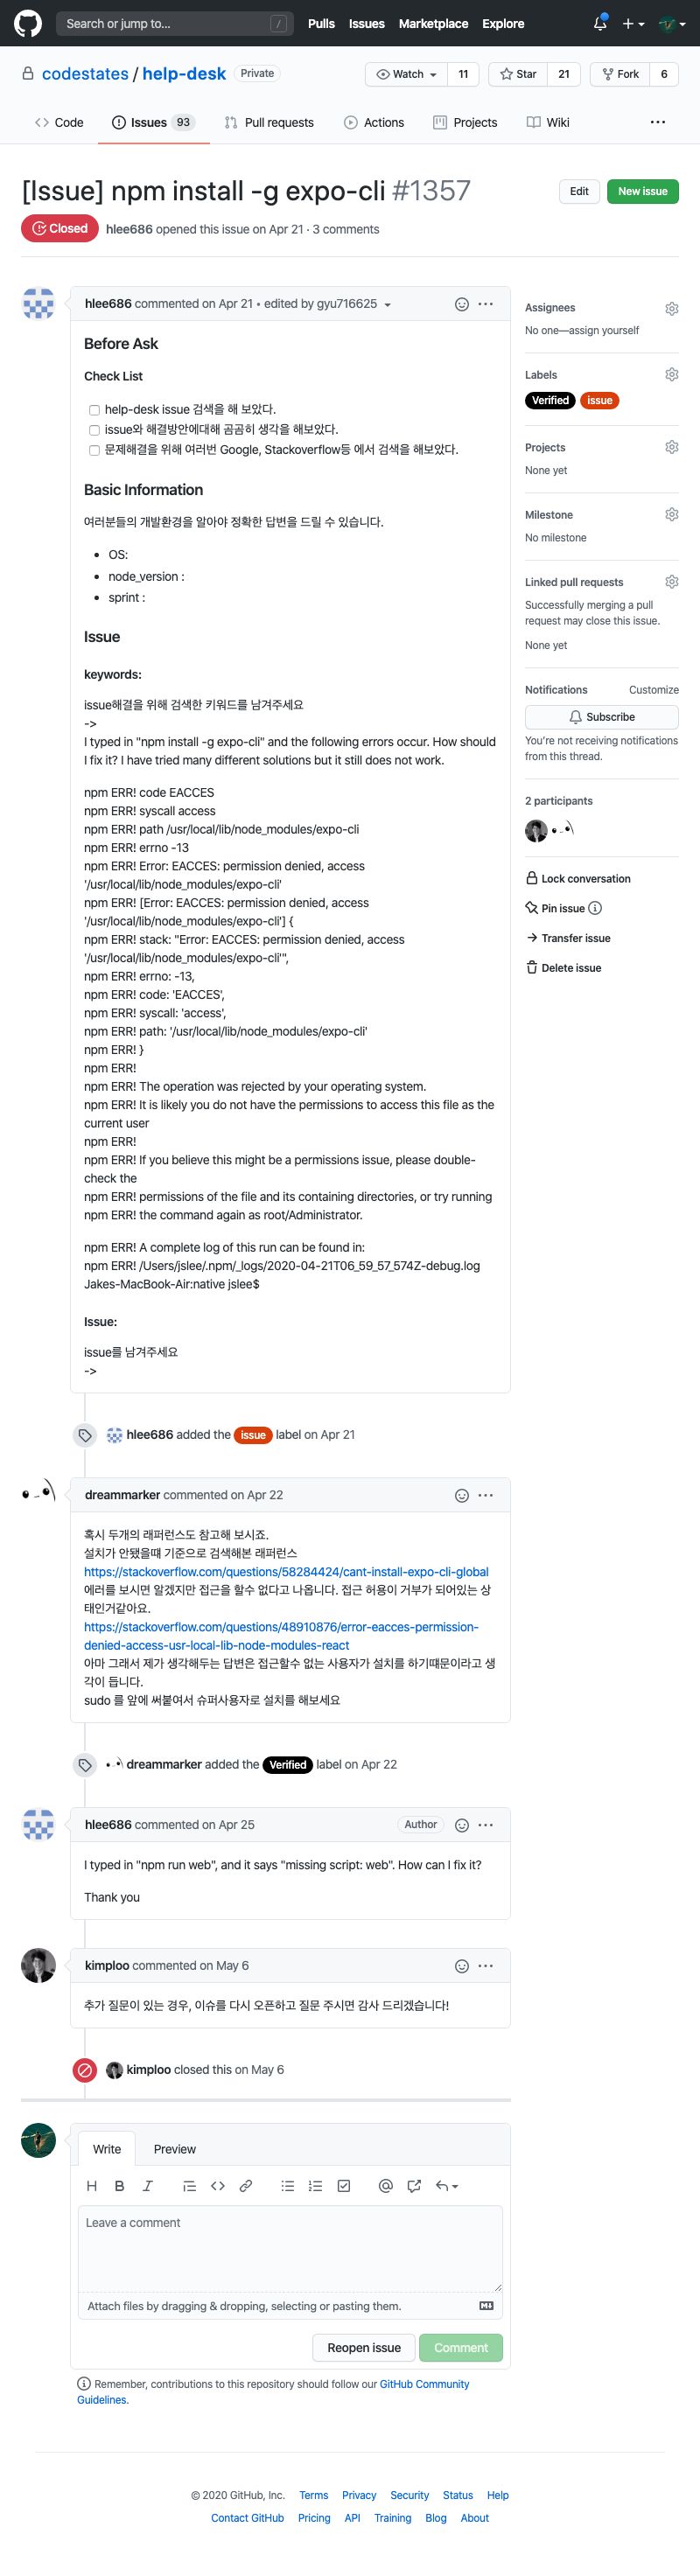 Search or jump to...
/
Pulls
Issues
Marketplace
Explore
codestates / help-desk
Private
Watch
11
Star
21
Fork
6
Code
Issues 93
Pull requests
Actions
Projects
Wiki
[Issue] npm install -g expo-cli #1357
Edit
New issue
Closed
hlee686 opened this issue on Apr 21 · 3 comments
hlee686 commented on Apr 21 • edited by gyu716625
Before Ask
Check List
help-desk issue 검색을 해 보았다.
issue와 해결방안에대해 곰곰히 생각을 해보았다.
문제해결을 위해 여러번 Google, Stackoverflow등 에서 검색을 해보았다.
Basic Information
여러분들의 개발환경을 알아야 정확한 답변을 드릴 수 있습니다.
• OS:
• node_version :
• sprint :
Issue
keywords:
issue해결을 위해 검색한 키워드를 남겨주세요
->
I typed in "npm install -g expo-cli" and the following errors occur. How should
I fix it? I have tried many different solutions but it still does not work.
npm ERR! code EACCES
npm ERR! syscall access
npm ERR! path /usr/local/lib/node_modules/expo-cli
npm ERR! errno -13
npm ERR! Error: EACCES: permission denied, access
'/usr/local/lib/node_modules/expo-cli'
npm ERR! [Error: EACCES: permission denied, access
'/usr/local/lib/node_modules/expo-cli'] {
npm ERR! stack: "Error: EACCES: permission denied, access
'/usr/local/lib/node_modules/expo-cli'",
npm ERR! errno: -13,
npm ERR! code: 'EACCES',
npm ERR! syscall: 'access',
npm ERR! path: '/usr/local/lib/node_modules/expo-cli'
npm ERR! }
npm ERR!
npm ERR! The operation was rejected by your operating system.
npm ERR! It is likely you do not have the permissions to access this file as the
current user
npm ERR!
npm ERR! If you believe this might be a permissions issue, please double-
check the
npm ERR! permissions of the file and its containing directories, or try running
npm ERR! the command again as root/Administrator.
npm ERR! A complete log of this run can be found in:
npm ERR! /Users/jslee/.npm/_logs/2020-04-21T06_59_57_574Z-debug.log
Jakes-MacBook-Air:native jslee$
Issue:
issue를 남겨주세요
->
Assignees
No one—assign yourself
Labels
Verified
issue
Projects
None yet
Milestone
No milestone
Linked pull requests
Successfully merging a pull
request may close this issue.
None yet
Notifications
Customize
Subscribe
You're not receiving notifications
from this thread.
2 participants
Lock conversation
Pin issue
Transfer issue
Delete issue
hlee686 added the issue label on Apr 21
dreammarker commented on Apr 22
혹시 두개의 래퍼런스도 참고해 보시죠.
설치가 안됐을떄 기준으로 검색해본 래퍼런스
https://stackoverflow.com/questions/58284424/cant-install-expo-cli-global
에러를 보시면 알겠지만 접근을 할수 없다고 나옵니다. 접근 허용이 거부가 되어있는 상
태인거같아요.
https://stackoverflow.com/questions/48910876/error-eacces-permission-
denied-access-usr-local-lib-node-modules-react
아마 그래서 제가 생각해두는 답변은 접근할수 없는 사용자가 설치를 하기떄문이라고 생
각이 듭니다.
sudo 를 앞에 써붙여서 슈퍼사용자로 설치를 해보세요
dreammarker added the Verified label on Apr 22
hlee686 commented on Apr 25
Author
I typed in "npm run web", and it says "missing script: web". How can I fix it?
Thank you
kimploo commented on May 6
추가 질문이 있는 경우, 이슈를 다시 오픈하고 질문 주시면 감사 드리겠습니다!
kimploo closed this on May 6
Write
Preview
Leave a comment
Attach files by dragging & dropping, selecting or pasting them.
Reopen issue
Comment
Remember, contributions to this repository should follow our GitHub Community
Guidelines.
© 2020 GitHub, Inc.
Terms
Privacy
Security
Status
Help
Contact GitHub
Pricing
API
Training
Blog
About